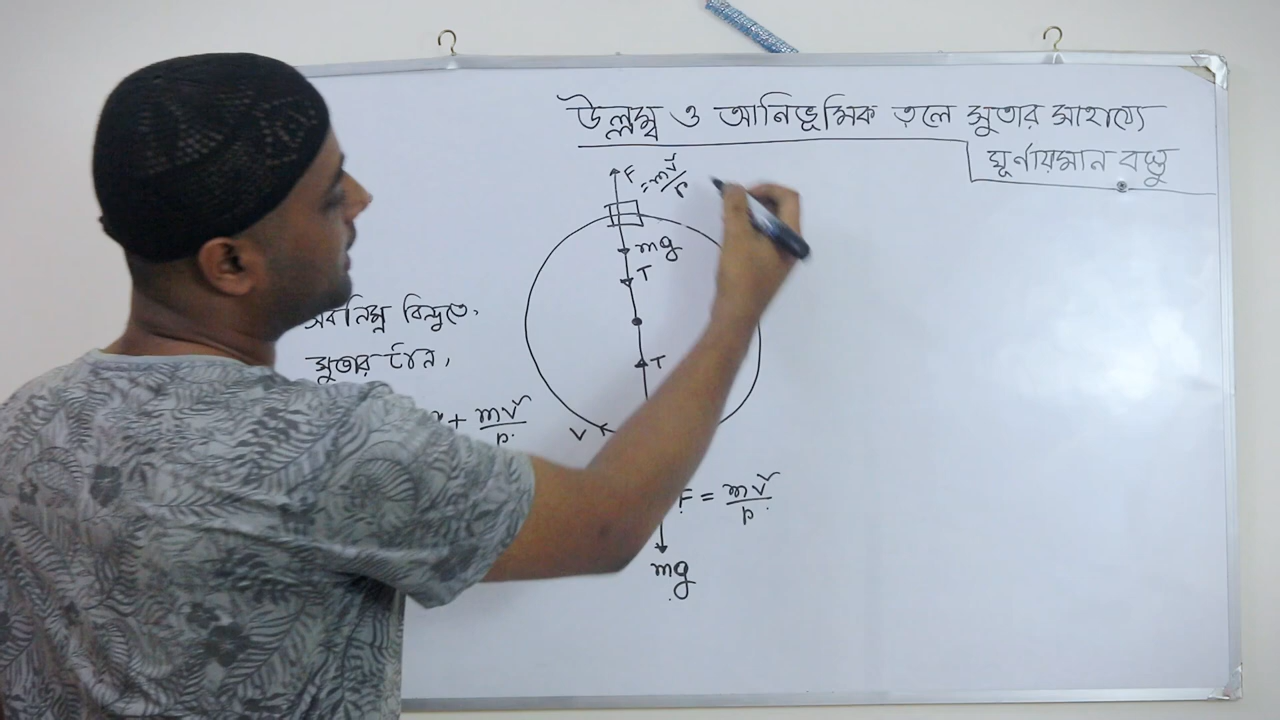 উল্লম্ব ও আনিভূমিক তলে সুতার সাহায্যে
ঘূর্ণায়মান বস্তু
F
= mv²/r
mg
T
সর্বনিম্ন বিন্দুতে,
সুতার টান,
T
+ mv²/r
v
F = mv²/r
mg